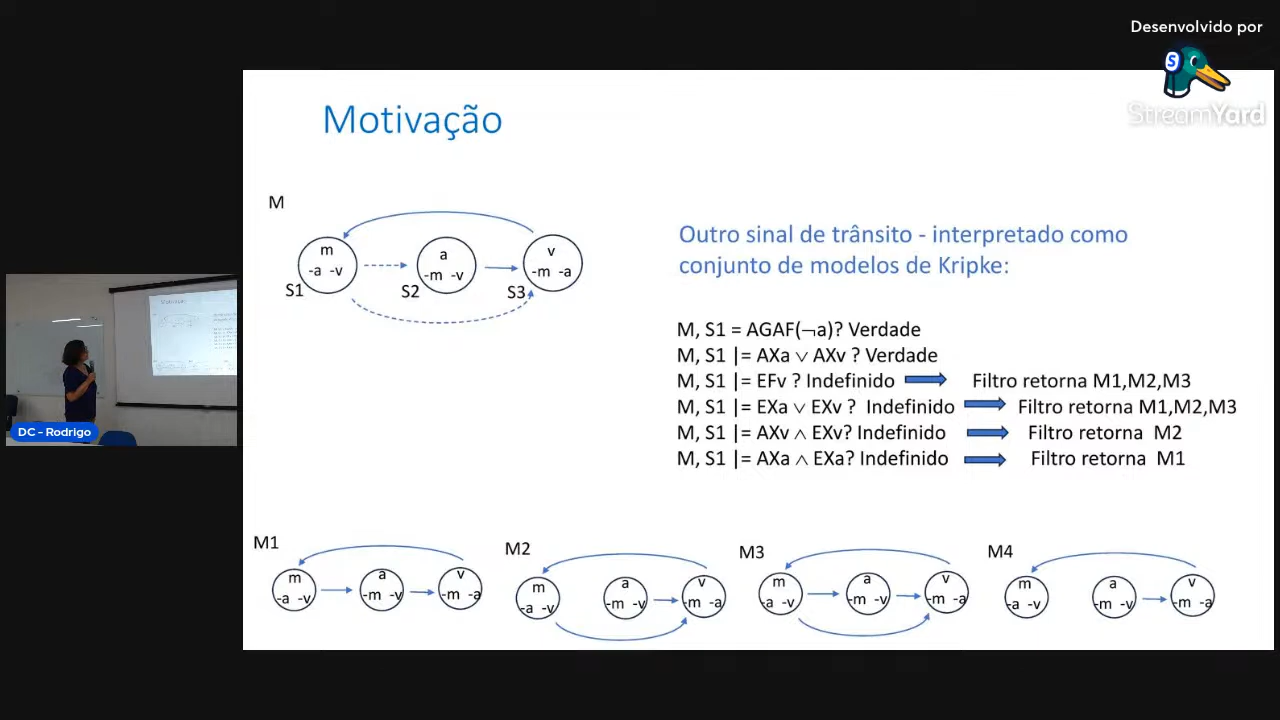 Desenvolvido por
StreamYard
Motivação
M
m
-a -v
S1
a
-m -v
S2
v
-m -a
S3
Outro sinal de trânsito - interpretado como
conjunto de modelos de Kripke:
M, S1 = AGAF(¬a)? Verdade
M, S1 |= AXa ∨ AXv ? Verdade
M, S1 |= EFv ? Indefinido Filtro retorna M1,M2,M3
M, S1 |= EXa ∨ EXv ? Indefinido Filtro retorna M1,M2,M3
M, S1 |= AXv ∧ EXv? Indefinido Filtro retorna M2
M, S1 |= AXa ∧ EXa? Indefinido Filtro retorna M1
DC - Rodrigo
M1
m
-a -v
a
-m -v
v
-m -a
M2
m
-a -v
a
-m -v
v
-m -a
M3
m
-a -v
a
-m -v
v
-m -a
M4
m
-a -v
a
-m -v
v
-m -a